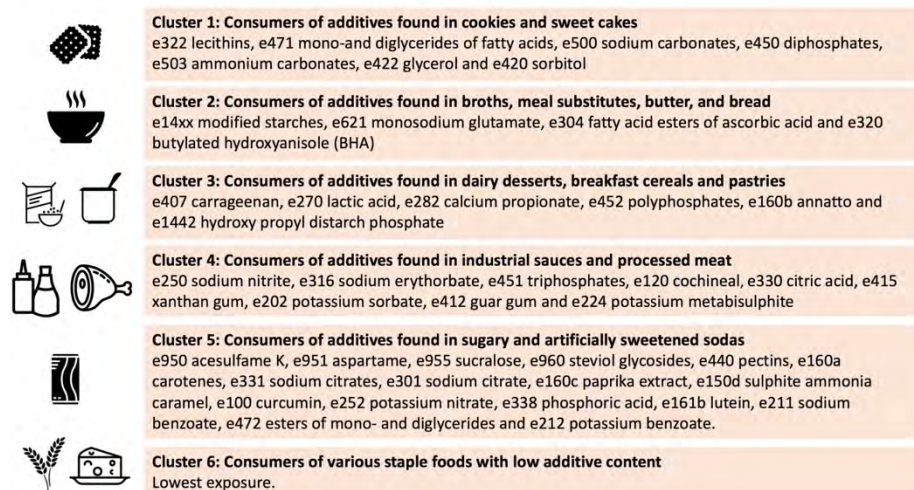 Cluster 1: Consumers of additives found in cookies and sweet cakes
e322 lecithins, e471 mono-and diglycerides of fatty acids, e500 sodium carbonates, e450 diphosphates,
e503 ammonium carbonates, e422 glycerol and e420 sorbitol
Cluster 2: Consumers of additives found in broths, meal substitutes, butter, and bread
e14xx modified starches, e621 monosodium glutamate, e304 fatty acid esters of ascorbic acid and e320
butylated hydroxyanisole (BHA)
Cluster 3: Consumers of additives found in dairy desserts, breakfast cereals and pastries
e407 carrageenan, e270 lactic acid, e282 calcium propionate, e452 polyphosphates, e160b annatto and
e1442 hydroxy propyl distarch phosphate
Cluster 4: Consumers of additives found in industrial sauces and processed meat
e250 sodium nitrite, e316 sodium erythorbate, e451 triphosphates, e120 cochineal, e330 citric acid, e415
xanthan gum, e202 potassium sorbate, e412 guar gum and e224 potassium metabisulphite
Cluster 5: Consumers of additives found in sugary and artificially sweetened sodas
e950 acesulfame K, e951 aspartame, e955 sucralose, e960 steviol glycosides, e440 pectins, e160a
carotenes, e331 sodium citrates, e301 sodium citrate, e160c paprika extract, e150d sulphite ammonia
caramel, e100 curcumin, e252 potassium nitrate, e338 phosphoric acid, e161b lutein, e211 sodium
benzoate, e472 esters of mono- and diglycerides and e212 potassium benzoate.
Cluster 6: Consumers of various staple foods with low additive content
Lowest exposure.